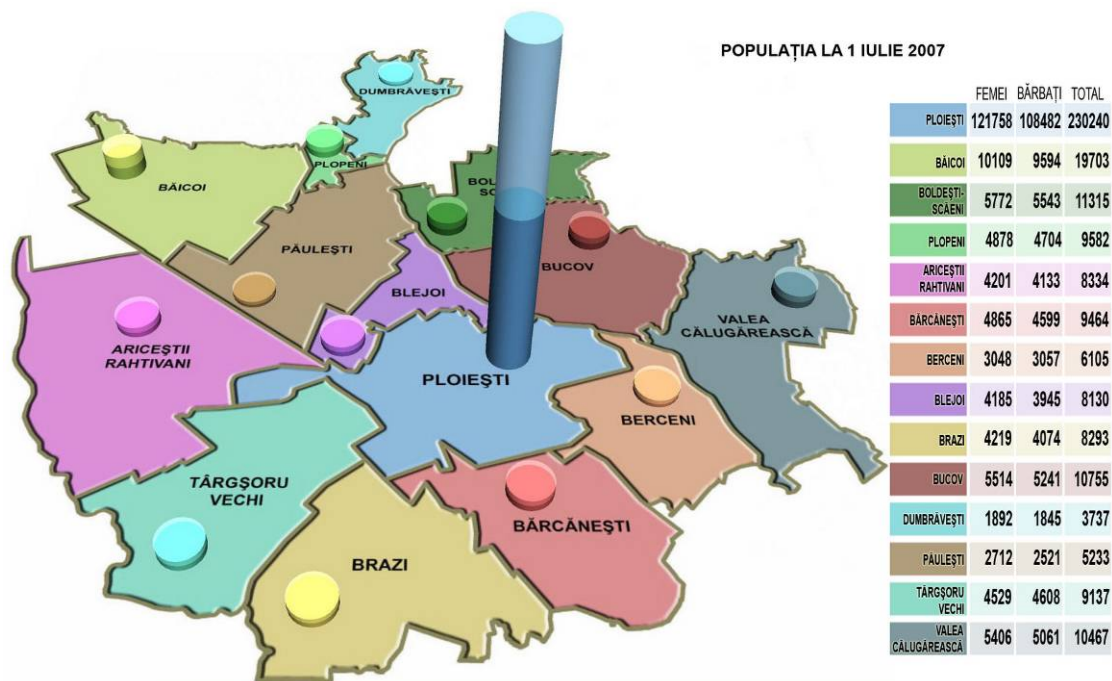 POPULAȚIA LA 1 IULIE 2007
DUMBRĂVEȘTI
PLOPENI
BĂICOI
BOLDE
SC
PĂULEȘTI
BUCOV
BLEJOI
VALEA
CĂLUGĂREASCĂ
ARICEȘTII
RAHTIVANI
PLOIEȘTI
BERCENI
TÂRGȘORU
VECHI
BĂRCĂNEȘTI
BRAZI
FEMEI BĂRBAȚI TOTAL
PLOIEȘTI 121758 108482 230240
BĂICOI 10109 9594 19703
BOLDEȘTI-
SCĂENI 5772 5543 11315
PLOPENI 4878 4704 9582
ARICEȘTII
RAHTIVANI 4201 4133 8334
BĂRCĂNEȘTI 4865 4599 9464
BERCENI 3048 3057 6105
BLEJOI 4185 3945 8130
BRAZI 4219 4074 8293
BUCOV 5514 5241 10755
DUMBRĂVEȘTI 1892 1845 3737
PĂULEȘTI 2712 2521 5233
TÂRGȘORU
VECHI 4529 4608 9137
VALEA
CĂLUGĂREASCĂ 5406 5061 10467